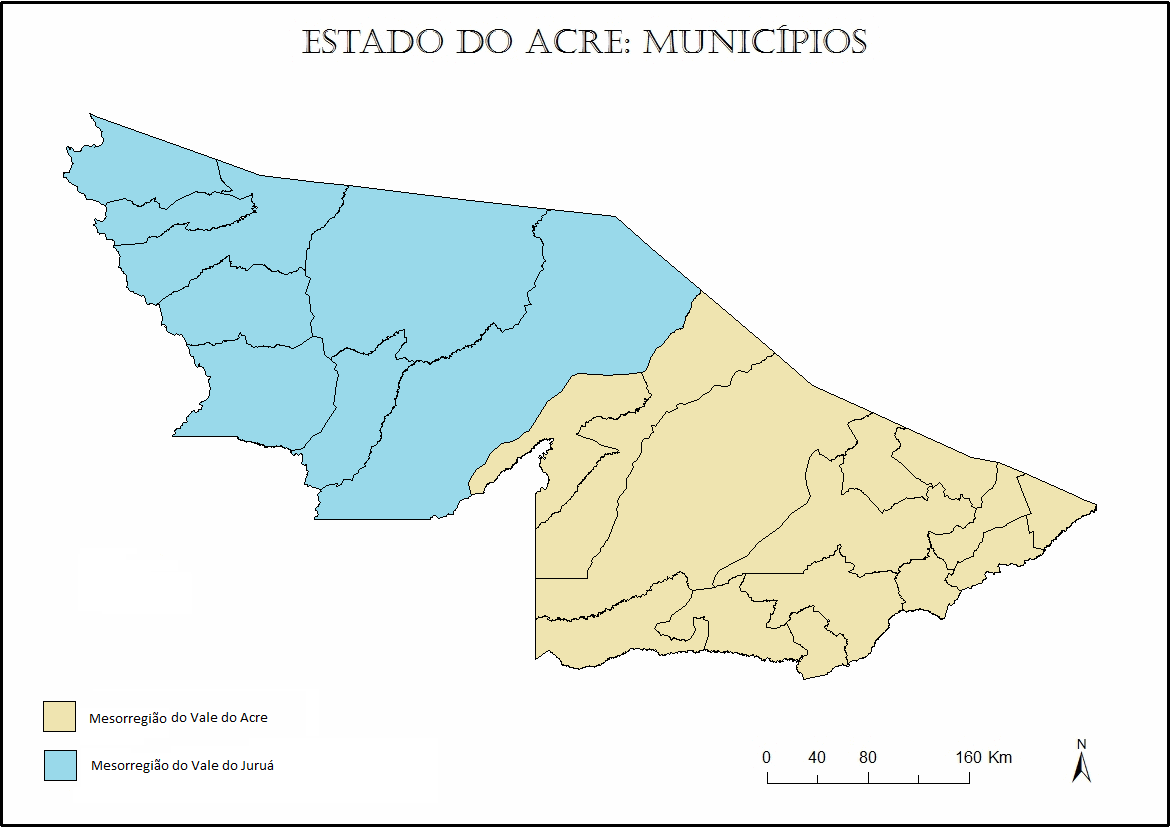 ESTADO DO ACRE: MUNICÍPIOS
Mesorregião do Vale do Acre
Mesorregião do Vale do Juruá
0 40 80 160 Km
N